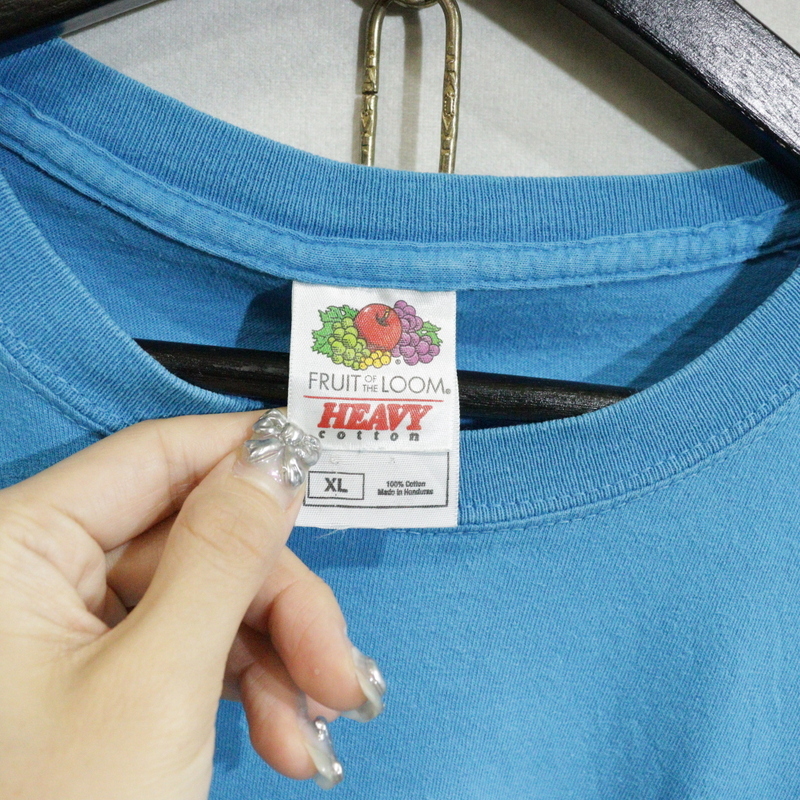 FRUIT OF THE LOOM®
HEAVY
cotton
XL
100% Cotton
Made in Honduras